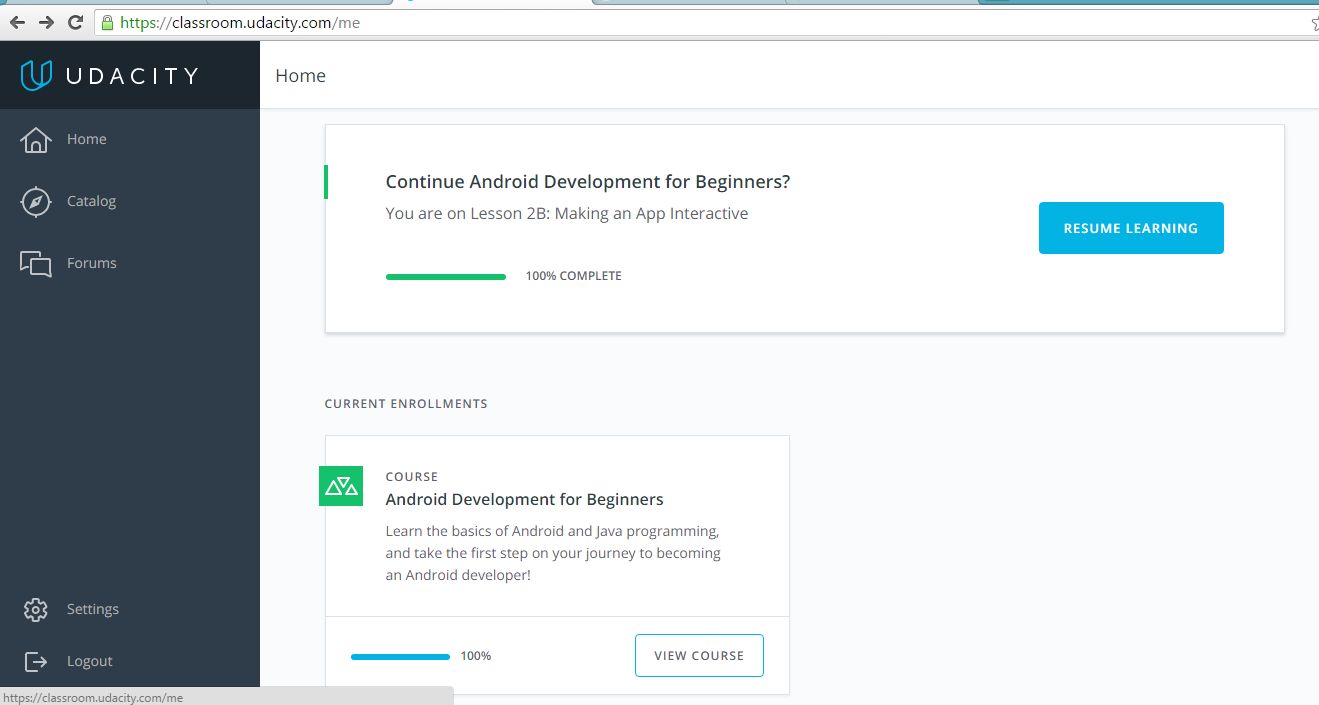 https://classroom.udacity.com/me
UDACITY
Home
Home
Catalog
Forums
Continue Android Development for Beginners?
You are on Lesson 2B: Making an App Interactive
RESUME LEARNING
100% COMPLETE
CURRENT ENROLLMENTS
COURSE
Android Development for Beginners
Learn the basics of Android and Java programming,
and take the first step on your journey to becoming
an Android developer!
100%
VIEW COURSE
Settings
Logout
https://classroom.udacity.com/me